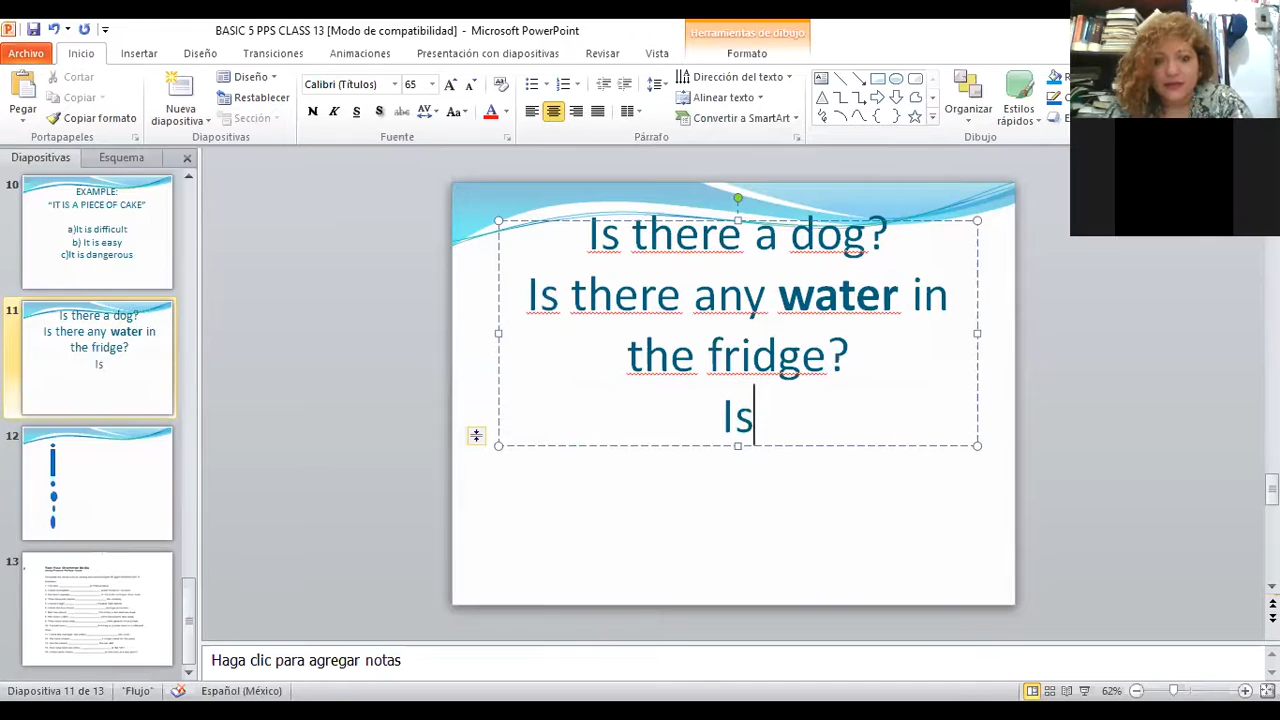 BASIC 5 PPS CLASS 13 [Modo de compatibilidad] - Microsoft PowerPoint
Herramientas de dibujo
Archivo Inicio Insertar Diseño Transiciones Animaciones ón con diapositivas Revisar Vista Formato
Pegar
Cortar
Copiar
Copiar formato
Portapapeles
Nueva
diapositiva
Diseño
Restablecer
Sección
Diapositivas
Calibri (Título) 65
N K S abc AV Aa A
Fuente
Párrafo
Dirección del texto
Alinear texto
Convertir a SmartArt
Organizar
Estilos
rápidos
Dibujo
Diapositivas Esquema
10
EXAMPLE:
“IT IS A PIECE OF CAKE”
a)It is difficult
b) It is easy
c)It is dangerous
11
Is there a dog?
Is there any water in
the fridge?
Is
12
13
Is there a dog?
Is there any water in
the fridge?
Is
Haga clic para agregar notas
Diapositiva 11 de 13 "Flujo" Español (México) 62%